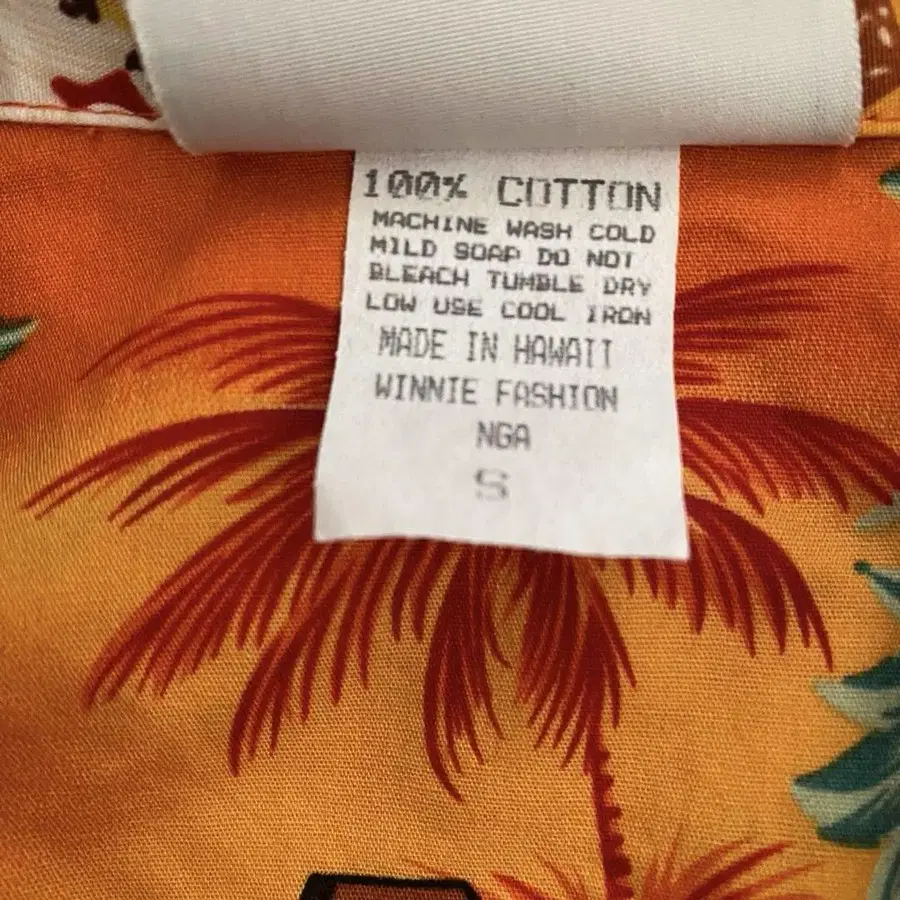 100% COTTON
MACHINE WASH COLD
MILD SOAP DO NOT
BLEACH TUMBLE DRY
LOW USE COOL IRON
MADE IN HAWAII
WINNIE FASHION
NGA
S